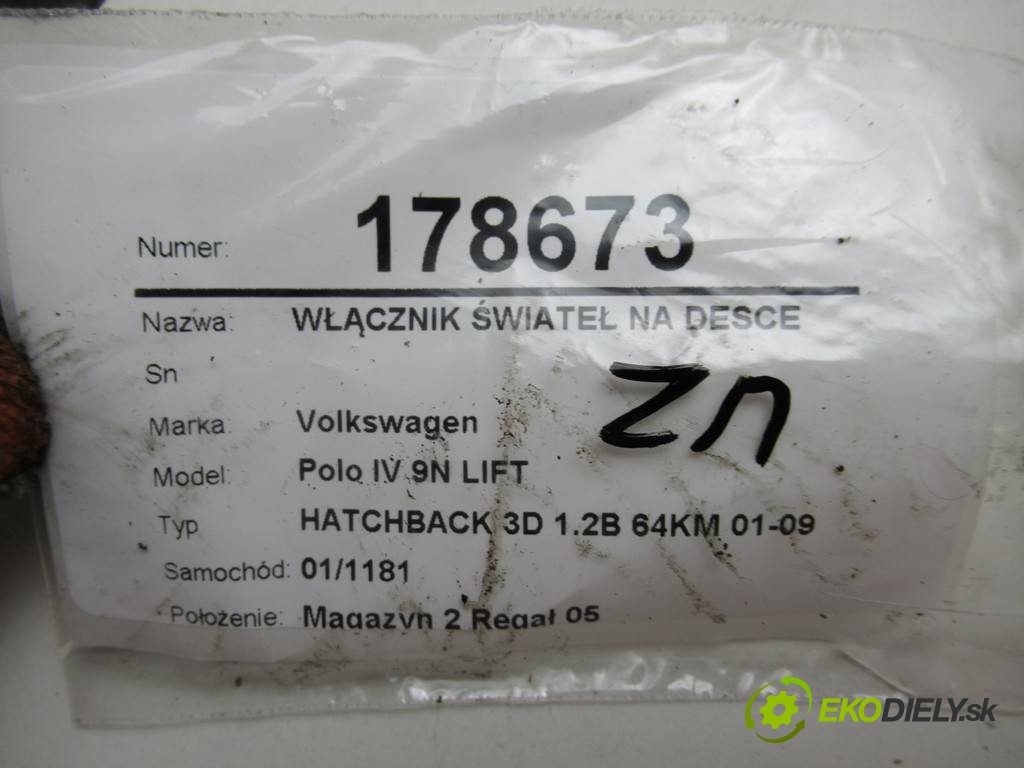 Numer: 178673
Nazwa: WŁĄCZNIK ŚWIATEŁ NA DESCE
Sn
Marka: Volkswagen
Model: Polo IV 9N LIFT
Typ HATCHBACK 3D 1.2B 64KM 01-09
Samochód: 01/1181
Położenie: Magazyn 2 Regał 05
EKODIELY.sk